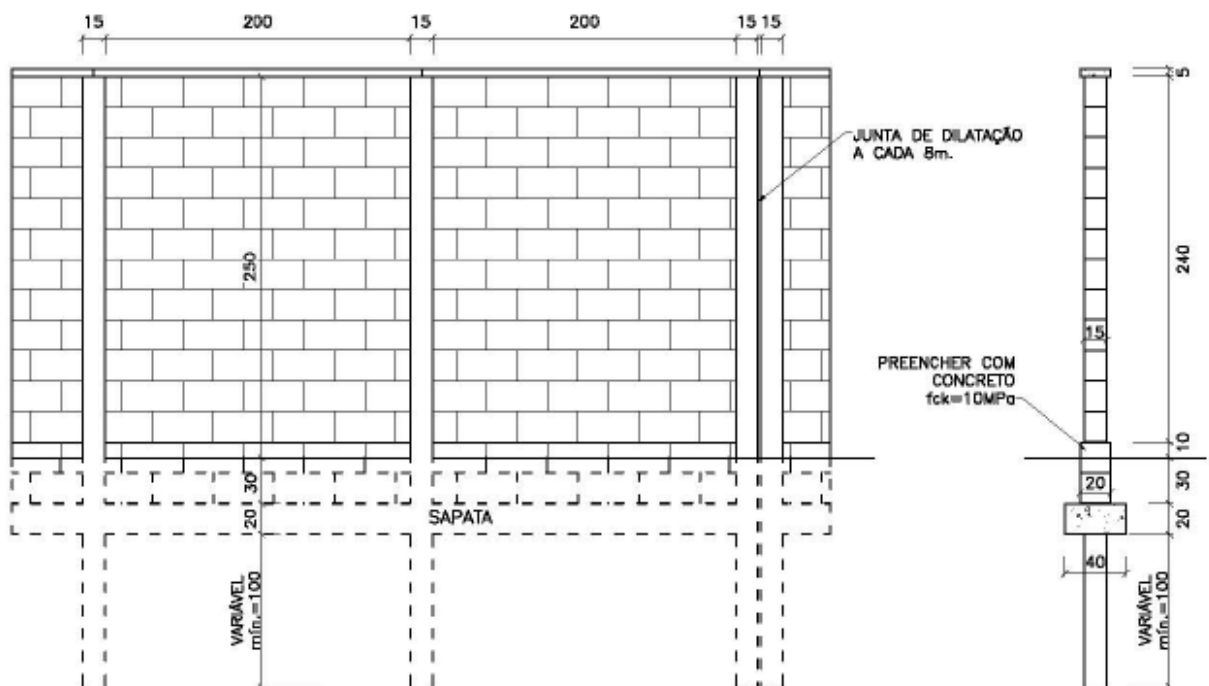 15 200 15 200 15 15
JUNTA DE DILATAÇÃO
A CADA 8m.
250
PREENCHER COM
CONCRETO
fck=10MPa
30
20
SAPATA
VARIÁVEL
mín.=100
5
240
15
10
20
30
20
40
VARIÁVEL
mín.=100